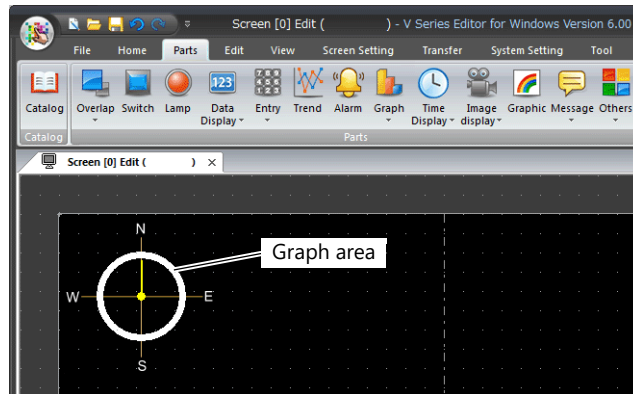 Screen [0] Edit ( ) - V Series Editor for Windows Version 6.00
File Home Parts Edit View Screen Setting Transfer System Setting Tool
123
Catalog Overlap Switch Lamp Data Display Entry Trend Alarm Graph Time Display Image display Graphic Message Others
Catalog Parts
Screen [0] Edit ( ) ×
N
Graph area
W E
S